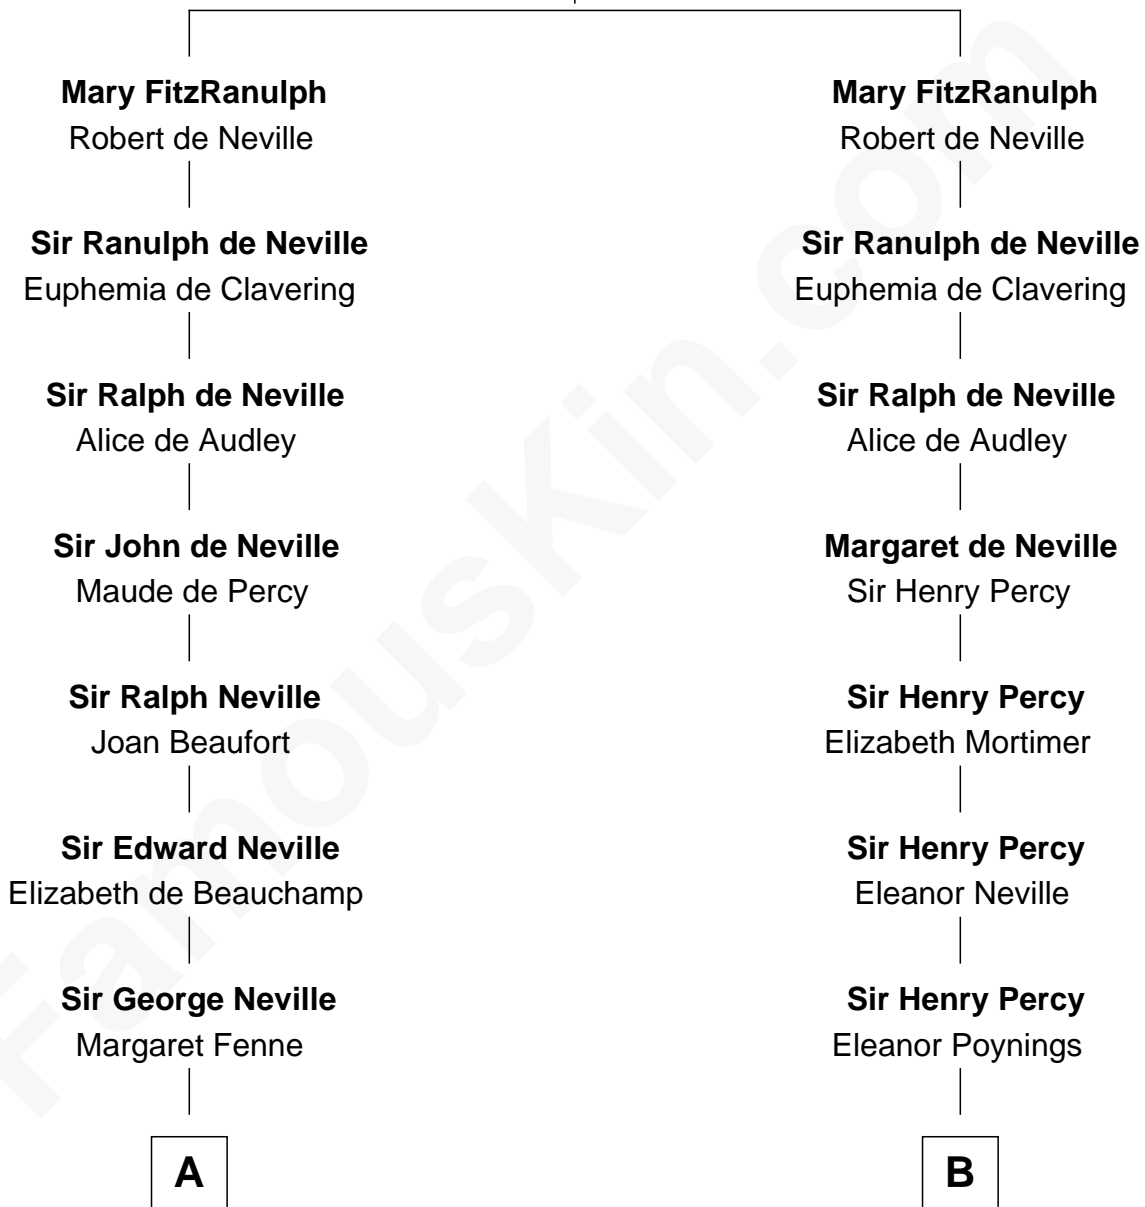 Mary FitzRanulph
Robert de Neville
Sir Ranulph de Neville
Euphemia de Clavering
Sir Ralph de Neville
Alice de Audley
Sir John de Neville
Maude de Percy
Sir Ralph Neville
Joan Beaufort
Sir Edward Neville
Elizabeth de Beauchamp
Sir George Neville
Margaret Fenne
A
Mary FitzRanulph
Robert de Neville
Sir Ranulph de Neville
Euphemia de Clavering
Sir Ralph de Neville
Alice de Audley
Margaret de Neville
Sir Henry Percy
Sir Henry Percy
Elizabeth Mortimer
Sir Henry Percy
Eleanor Neville
Sir Henry Percy
Eleanor Poynings
B
FamousKin.com